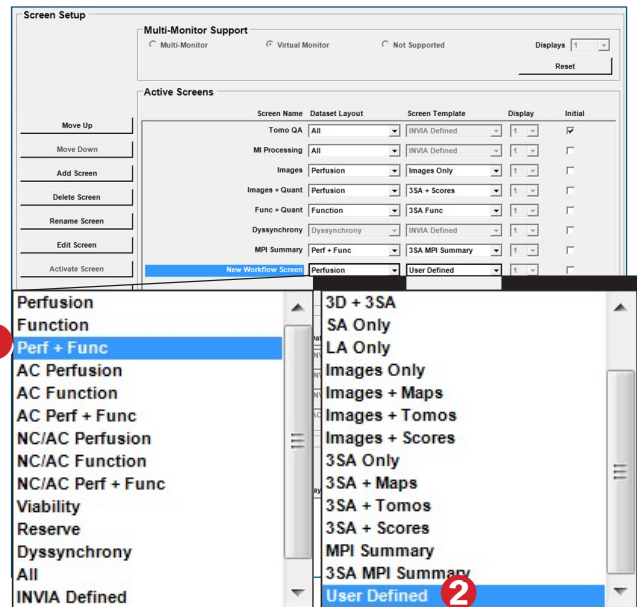 Screen Setup
Multi-Monitor Support
Multi-Monitor Virtual Monitor Not Supported Displays 1
Reset
Active Screens
Screen Name Dataset Layout Screen Template Display Initial
Move Up
Move Down
Add Screen
Delete Screen
Rename Screen
Edit Screen
Activate Screen
Tomo QA All INVIA Defined 1
MI Processing All INVIA Defined 1
Images Perfusion Images Only 1
Images + Quant Perfusion 3SA + Scores 1
Func + Quant Function 3SA Func 1
Dyssynchrony Dyssynchrony INVIA Defined 1
MPI Summary Perf + Func 3SA MPI Summary 1
New Workflow Screen Perfusion User Defined 1
Perfusion
Function
Perf + Func
AC Perfusion
AC Function
AC Perf + Func
NC/AC Perfusion
NC/AC Function
NC/AC Perf + Func
Viability
Reserve
Dyssynchrony
All
INVIA Defined
3D + 3SA
SA Only
LA Only
Images Only
Images + Maps
Images + Tomos
Images + Scores
3SA Only
3SA + Maps
3SA + Tomos
3SA + Scores
MPI Summary
3SA MPI Summary
User Defined 2